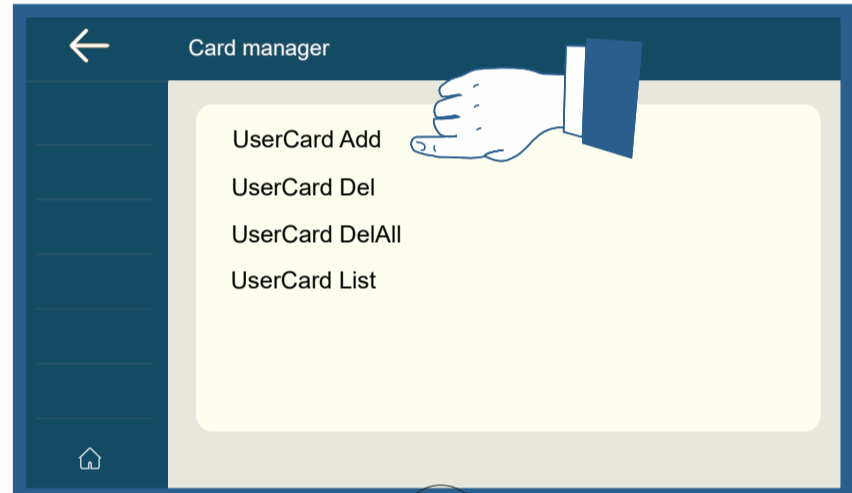 Card manager
UserCard Add
UserCard Del
UserCard DelAll
UserCard List